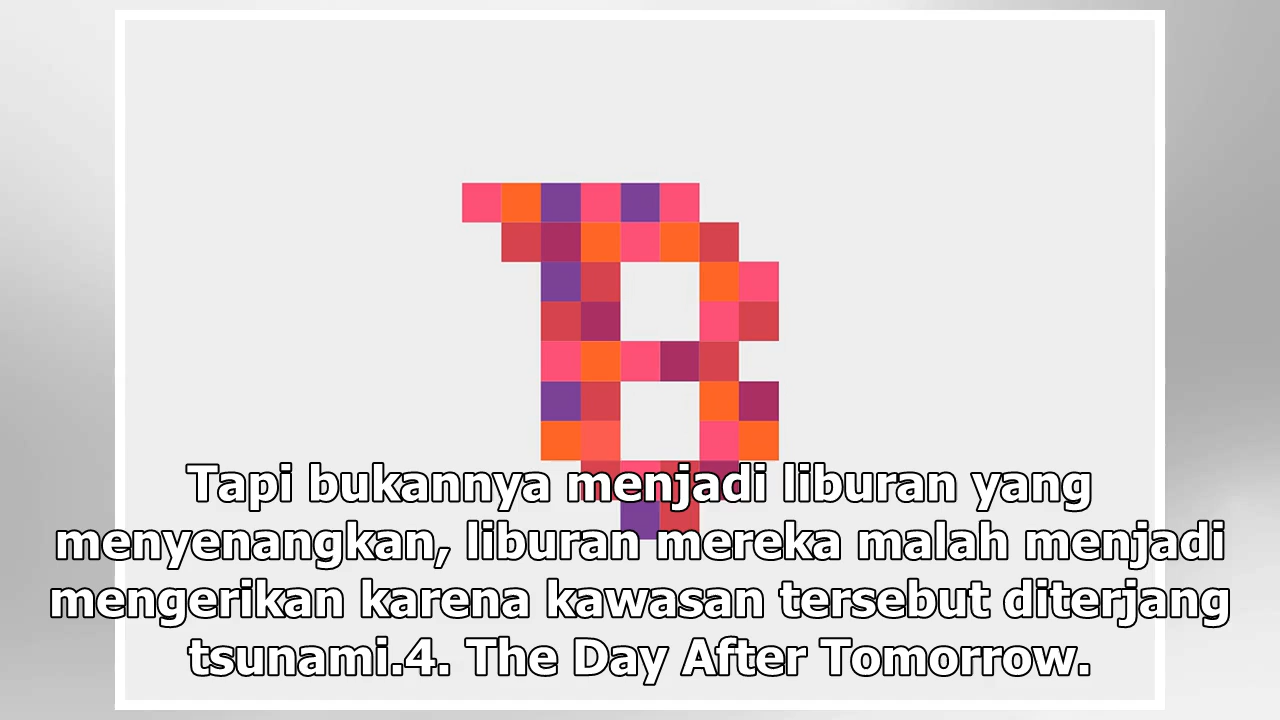 Tapi bukannya menjadi liburan yang
menyenangkan, liburan mereka malah menjadi
mengerikan karena kawasan tersebut diterjang
tsunami.4. The Day After Tomorrow.